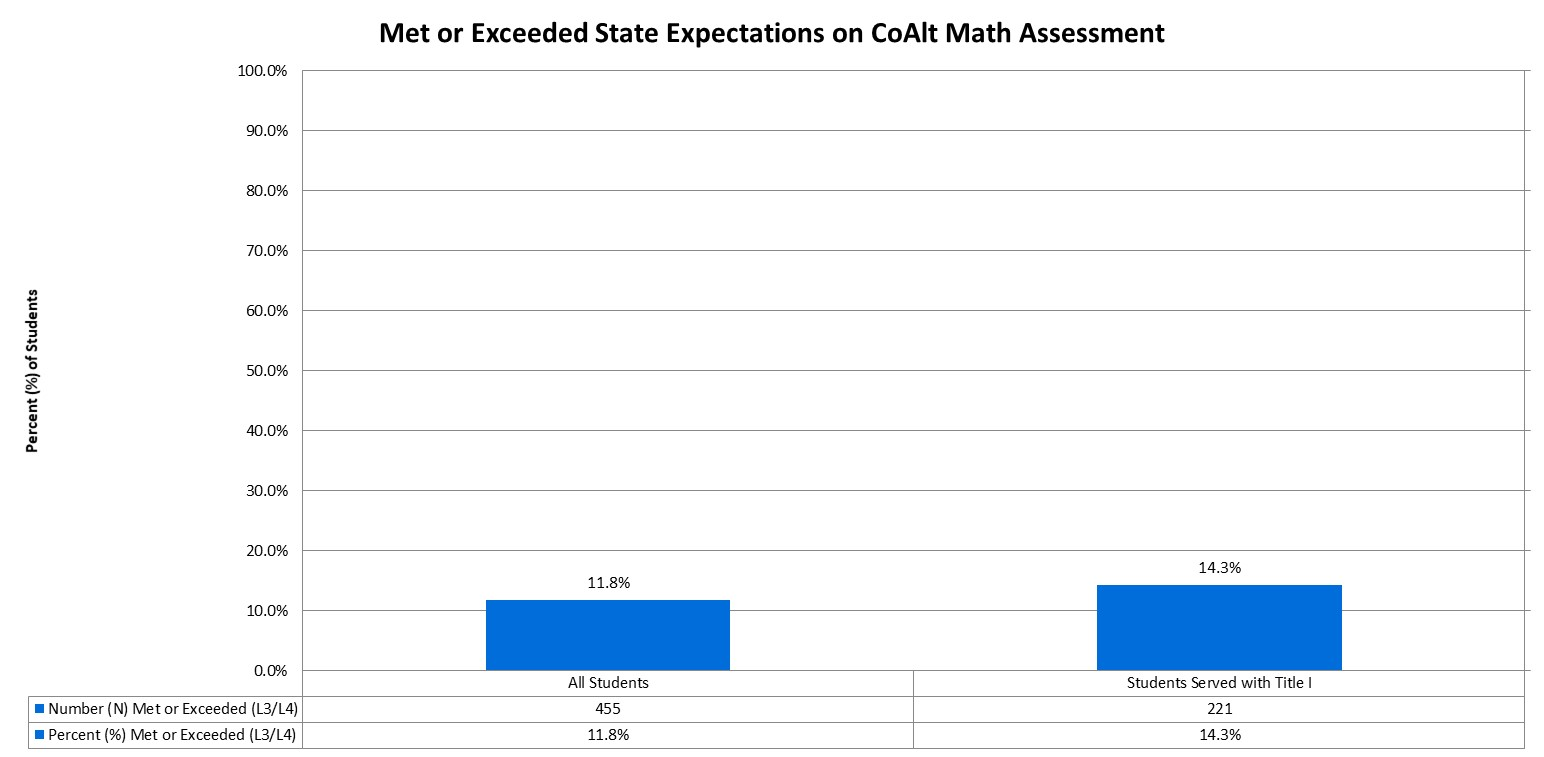 Met or Exceeded State Expectations on CoAlt Math Assessment
Percent (%) of Students
100.0%
90.0%
80.0%
70.0%
60.0%
50.0%
40.0%
30.0%
20.0%
10.0%
0.0%
11.8%
14.3%
All Students Students Served with Title I
Number (N) Met or Exceeded (L3/L4) 455 221
Percent (%) Met or Exceeded (L3/L4) 11.8% 14.3%